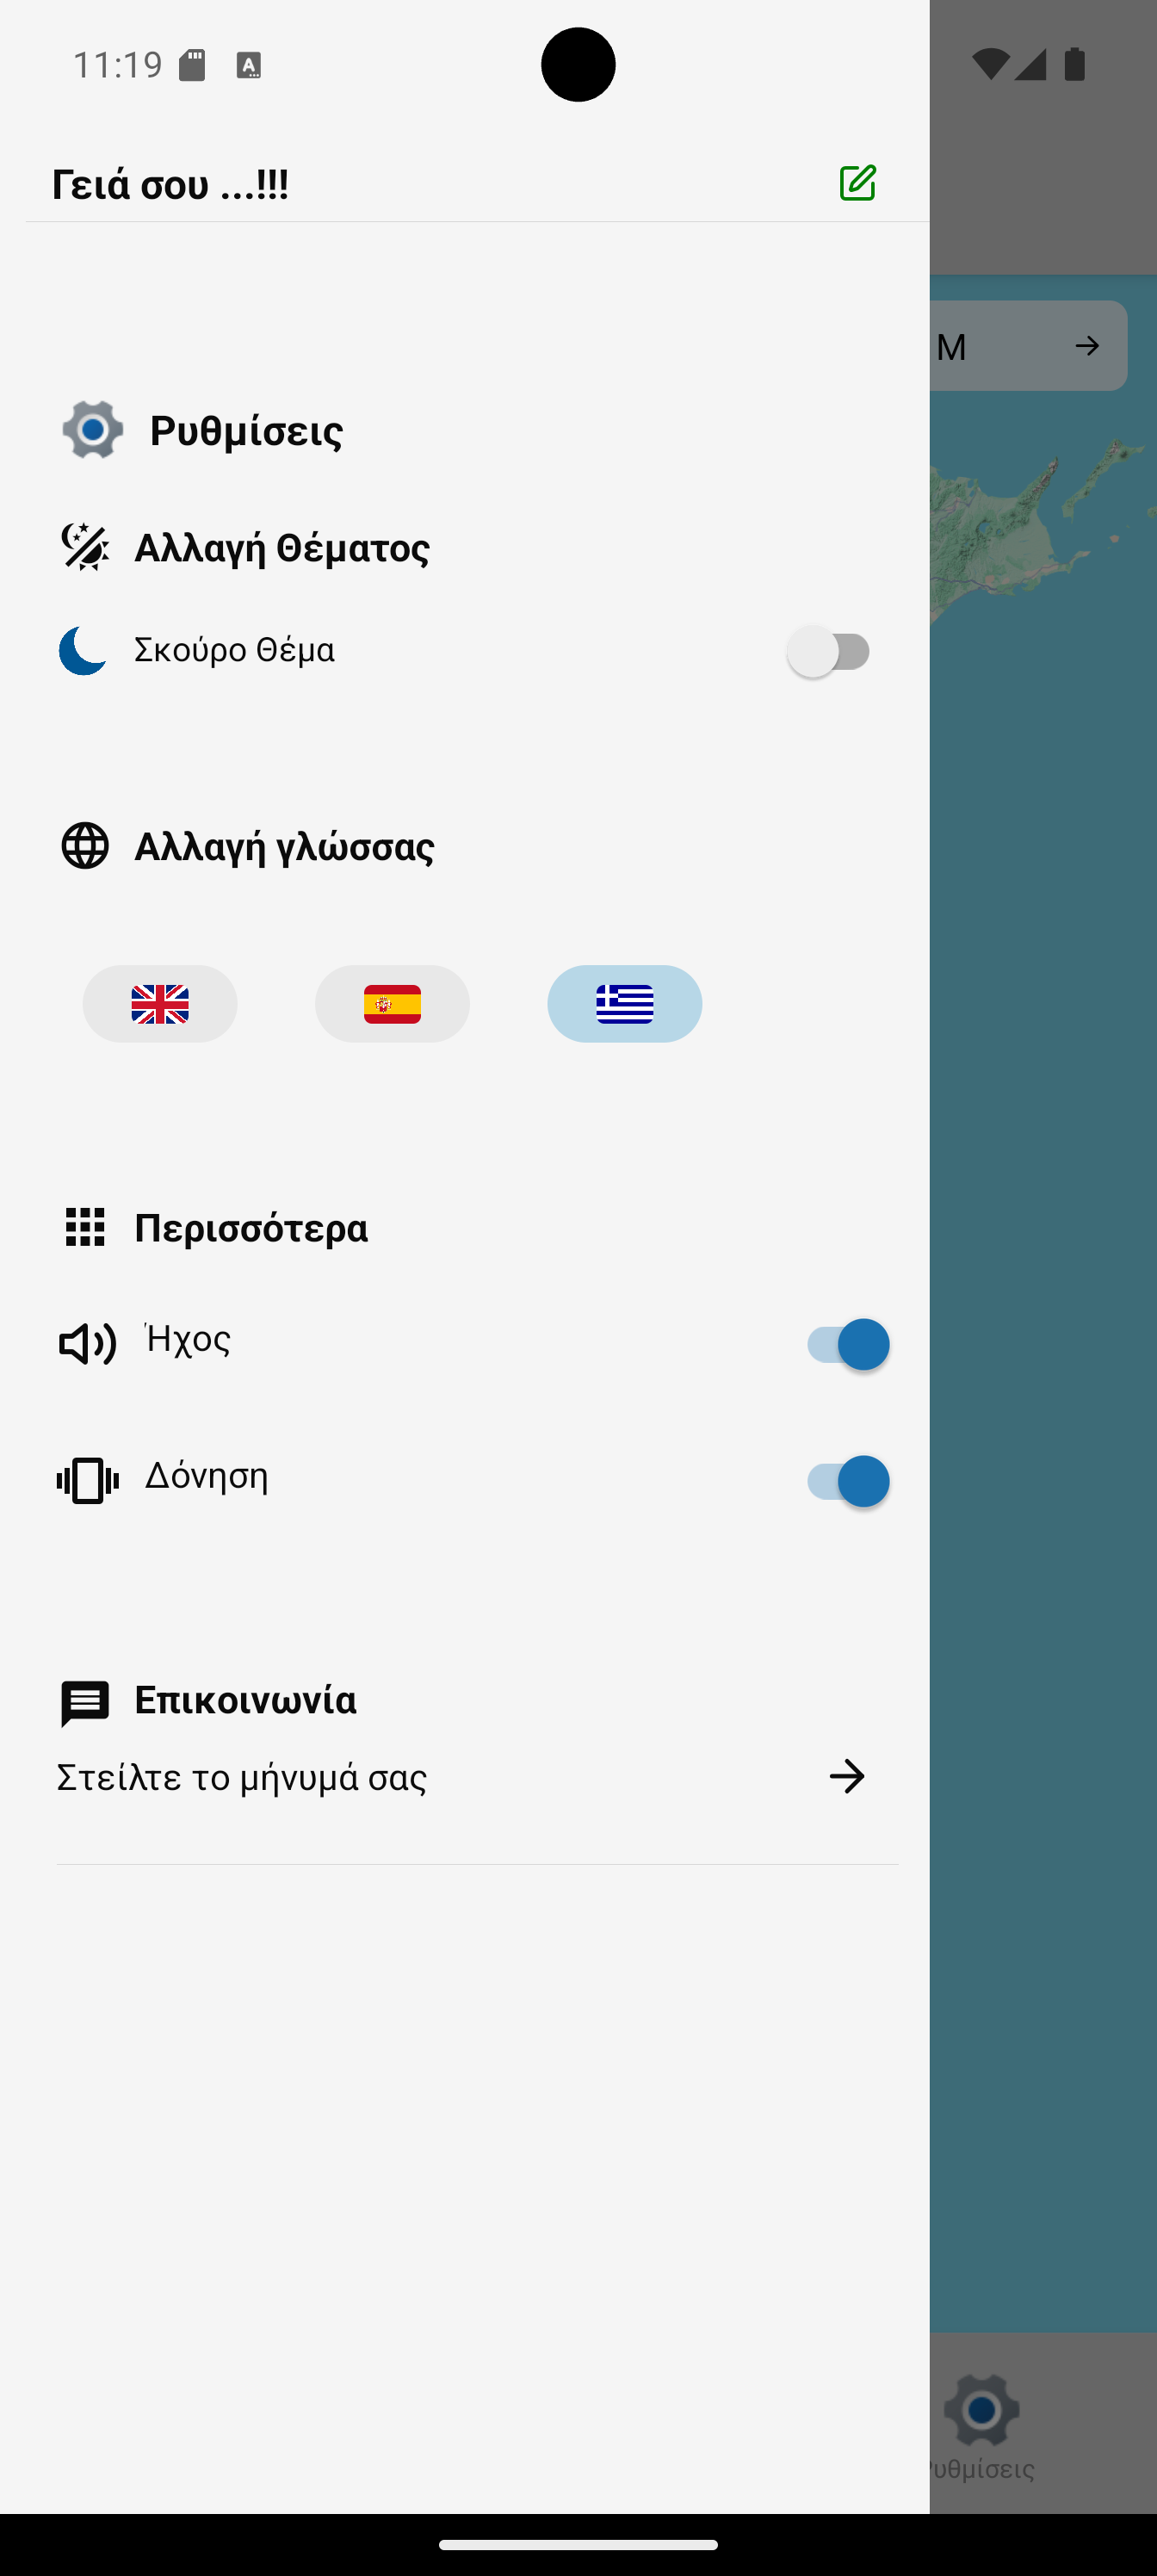 11:19
Γειά σου ...!!!
M
Ρυθμίσεις
Αλλαγή Θέματος
Σκούρο Θέμα
Αλλαγή γλώσσας
Περισσότερα
Ήχος
Δόνηση
Επικοινωνία
Στείλτε το μήνυμά σας
υθμίσεις